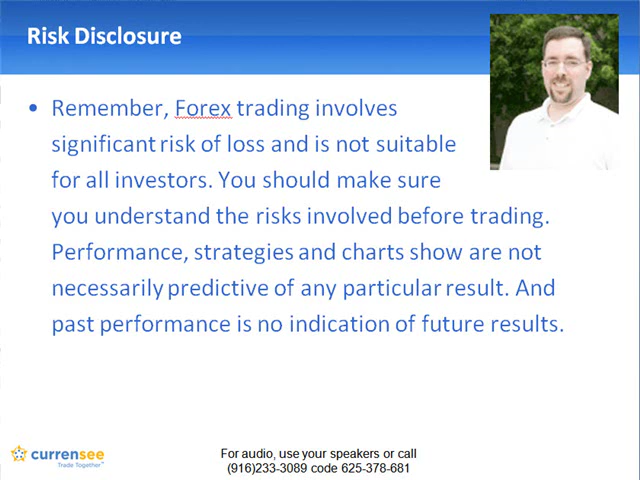 Risk Disclosure
• Remember, Forex trading involves
significant risk of loss and is not suitable
for all investors. You should make sure
you understand the risks involved before trading.
Performance, strategies and charts show are not
necessarily predictive of any particular result. And
past performance is no indication of future results.
currensee
Trade Together™
For audio, use your speakers or call
(916)233-3089 code 625-378-681